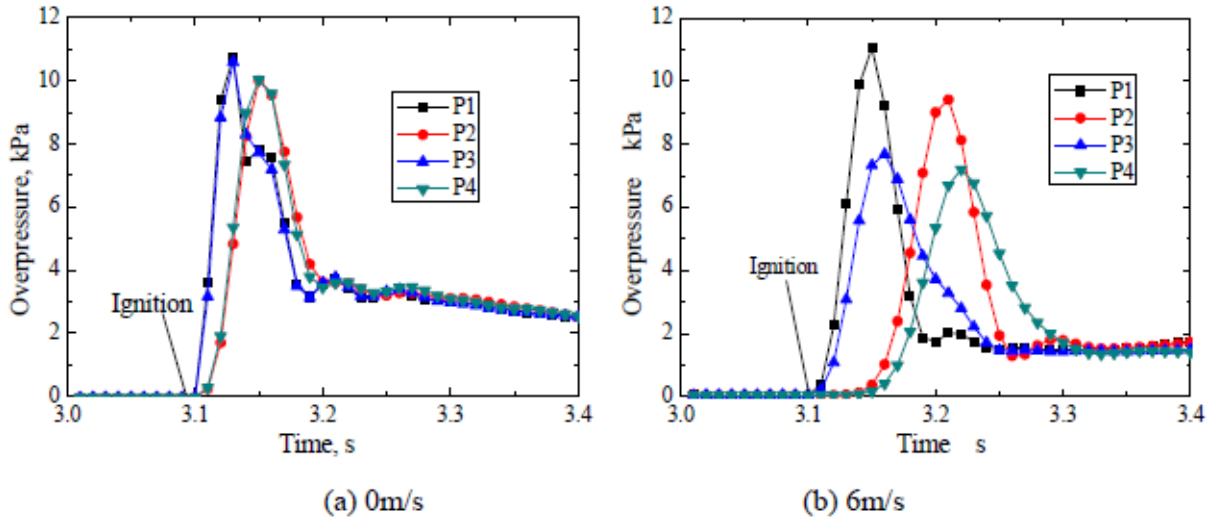 12
10
8
6
4
2
0
Overpressure, kPa
P1
P2
P3
P4
Ignition
3.0
3.1
3.2
3.3
3.4
Time, s
(a) 0m/s
12
10
8
6
4
2
0
Overpressure kPa
P1
P2
P3
P4
Ignition
3.0
3.1
3.2
3.3
3.4
Time s
(b) 6m/s